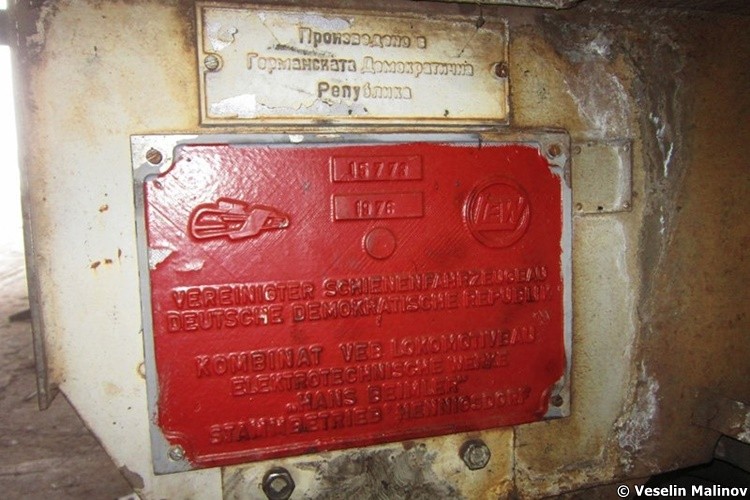 Произведено в
Германската Демократична
Република
15773
1976
LEW
VEREINIGTER SCHIENENFAHRZEUGBAU
DEUTSCHE DEMOKRATISCHE REPUBLIK
KOMBINAT VEB LOKOMOTIVBAU
ELEKTROTECHNISCHE WERKE
„HANS BEIMLER"
STAMMBETRIEB HENNIGSDORF
© Veselin Malinov